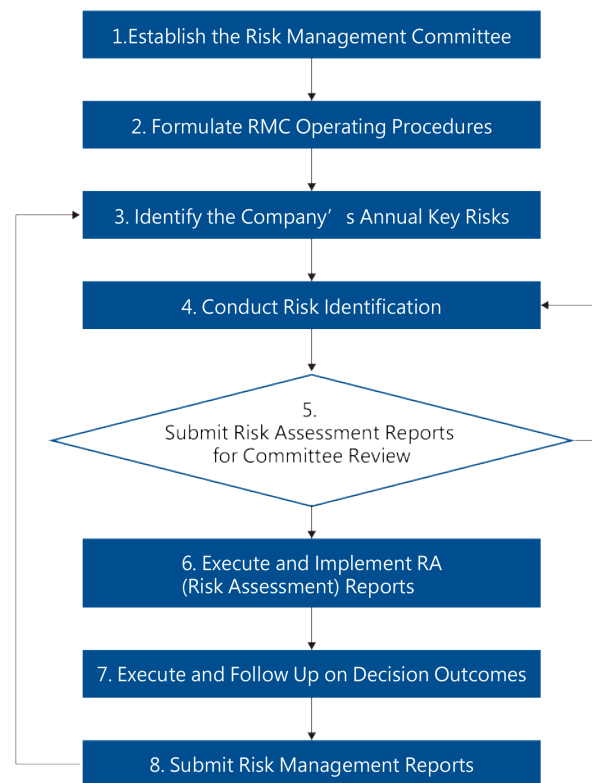 1.Establish the Risk Management Committee
2. Formulate RMC Operating Procedures
3. Identify the Company’s Annual Key Risks
4. Conduct Risk Identification
5.
Submit Risk Assessment Reports
for Committee Review
6. Execute and Implement RA
(Risk Assessment) Reports
7. Execute and Follow Up on Decision Outcomes
8. Submit Risk Management Reports